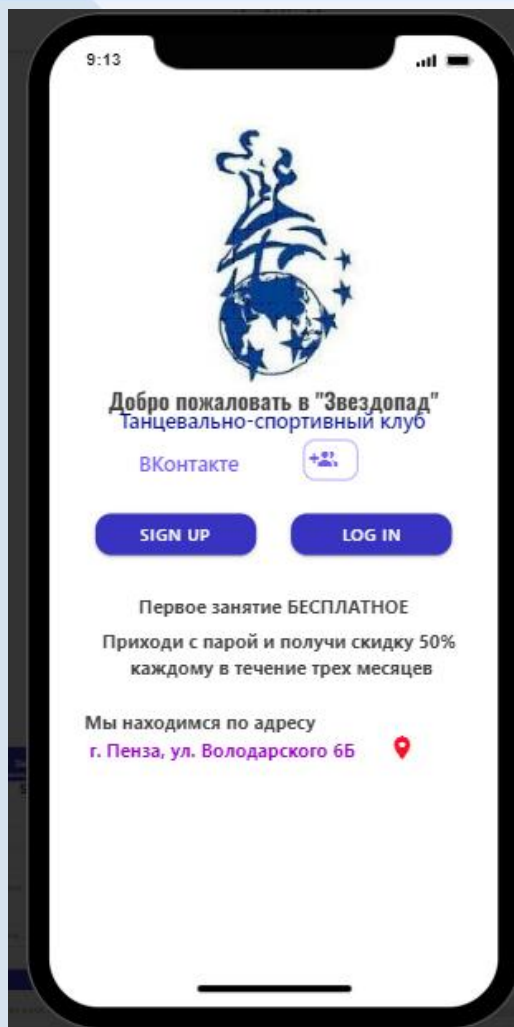 9:13
Добро пожаловать в "Звездопад"
Танцевально-спортивный клуб
ВКонтакте
SIGN UP LOG IN
Первое занятие БЕСПЛАТНОЕ
Приходи с парой и получи скидку 50%
каждому в течение трех месяцев
Мы находимся по адресу
г. Пенза, ул. Володарского 6Б